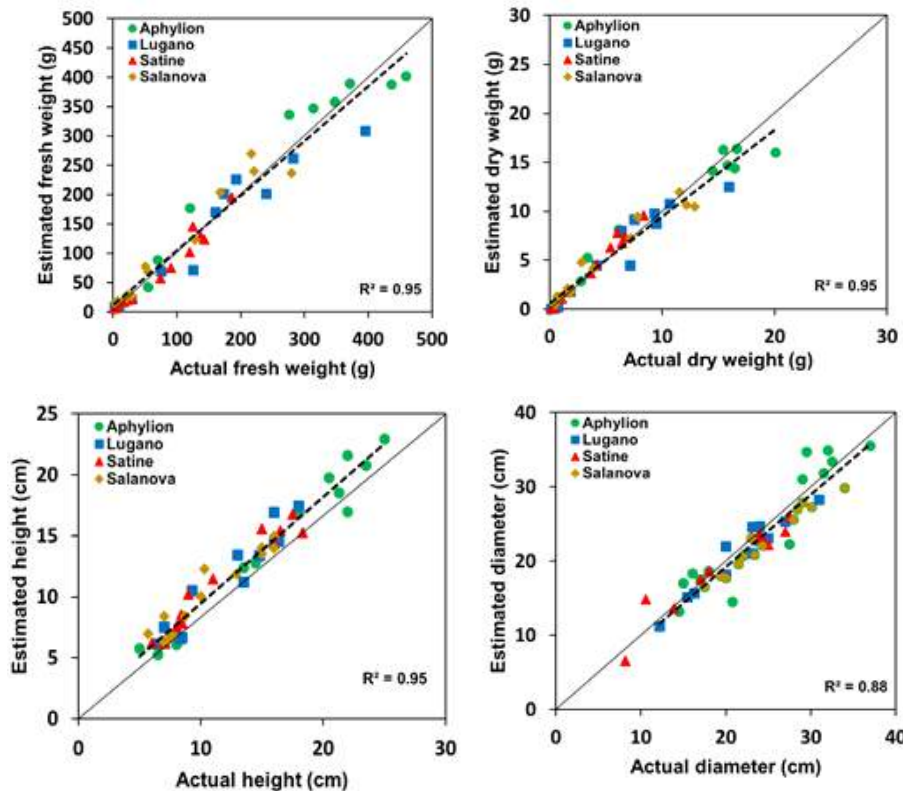 Estimated fresh weight (g)
500
450
400
350
300
250
200
150
100
50
0
Aphylion
Lugano
Satine
Salanova
R² = 0.95
0 100 200 300 400 500
Actual fresh weight (g)
Estimated dry weight (g)
30
25
20
15
10
5
0
Aphylion
Lugano
Satine
Salanova
R² = 0.95
0 10 20 30
Actual dry weight (g)
Estimated height (cm)
25
20
15
10
5
0
Aphylion
Lugano
Satine
Salanova
R² = 0.95
0 10 20 30
Actual height (cm)
Estimated diameter (cm)
40
30
20
10
0
Aphylion
Lugano
Satine
Salanova
R² = 0.88
0 10 20 30 40
Actual diameter (cm)